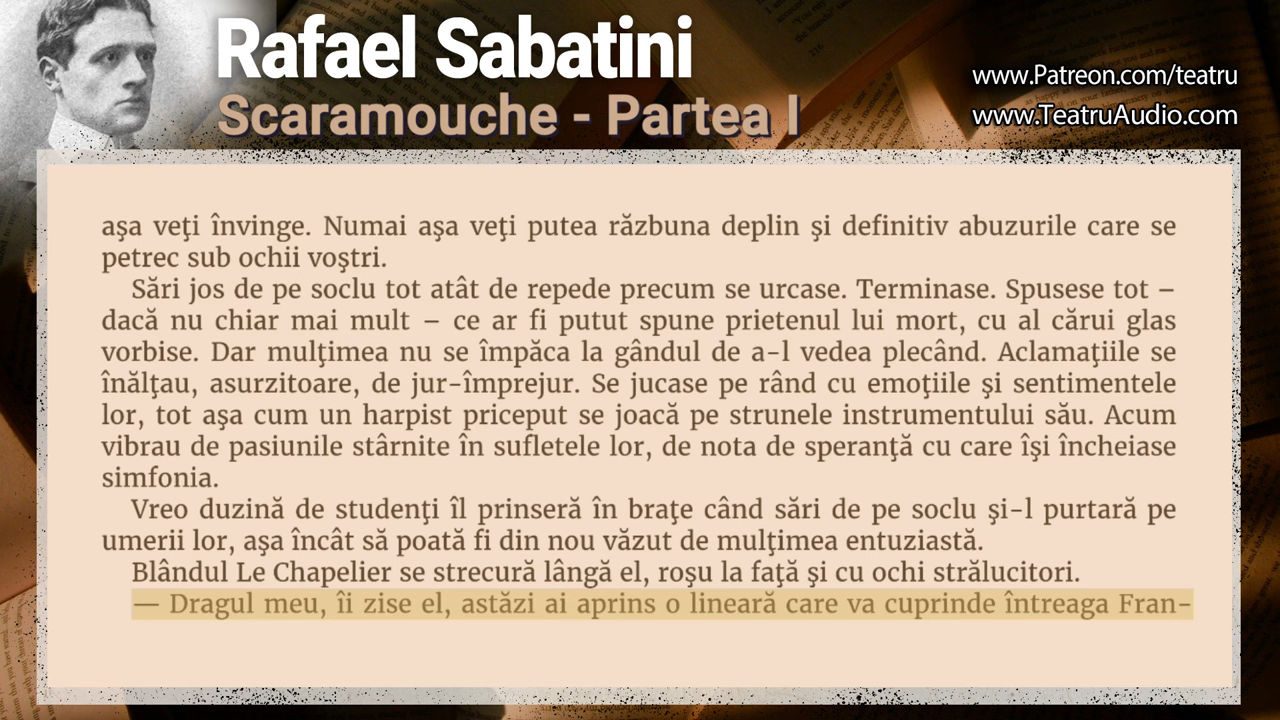 Rafael Sabatini
Scaramouche - Partea I
www.Patreon.com/teatru
www.TeatruAudio.com
aşa veţi învinge. Numai aşa veţi putea răzbuna deplin şi definitiv abuzurile care se
petrec sub ochii voştri.
Sări jos de pe soclu tot atât de repede precum se urcase. Terminase. Spusese tot –
dacă nu chiar mai mult – ce ar fi putut spune prietenul lui mort, cu al cărui glas
vorbise. Dar mulţimea nu se împăca la gândul de a-l vedea plecând. Aclamaţiile se
înălţau, asurzitoare, de jur-împrejur. Se jucase pe rând cu emoţiile şi sentimentele
lor, tot aşa cum un harpist priceput se joacă pe strunele instrumentului său. Acum
vibrau de pasiunile stârnite în sufletele lor, de nota de speranţă cu care îşi încheiase
simfonia.
Vreo duzină de studenţi îl prinseră în braţe când sări de pe soclu şi-l purtară pe
umerii lor, aşa încât să poată fi din nou văzut de mulţimea entuziastă.
Blândul Le Chapelier se strecură lângă el, roşu la faţă şi cu ochi strălucitori.
— Dragul meu, îi zise el, astăzi ai aprins o lineară care va cuprinde întreaga Fran-